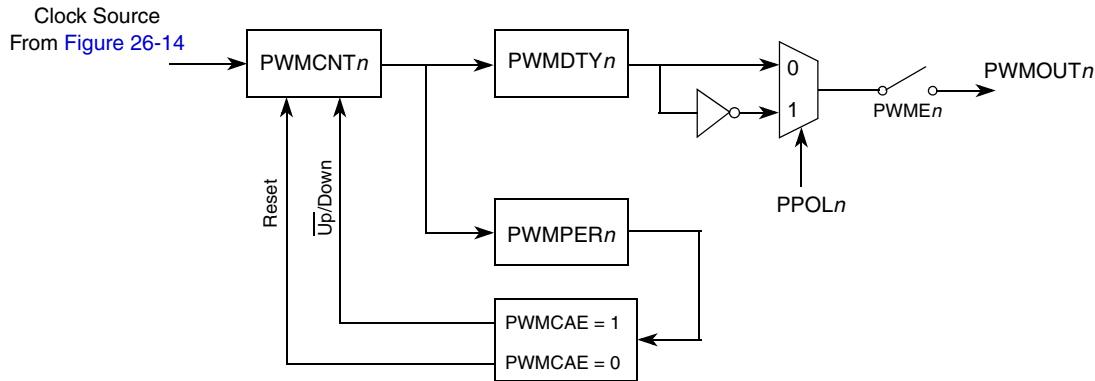 Clock Source
From Figure 26-14
PWMCNTn
PWMDTYn
0
1
PWMEn
PWMOUTn
PPOLn
Reset
Up/Down
PWMPERn
PWMCAE = 1
PWMCAE = 0